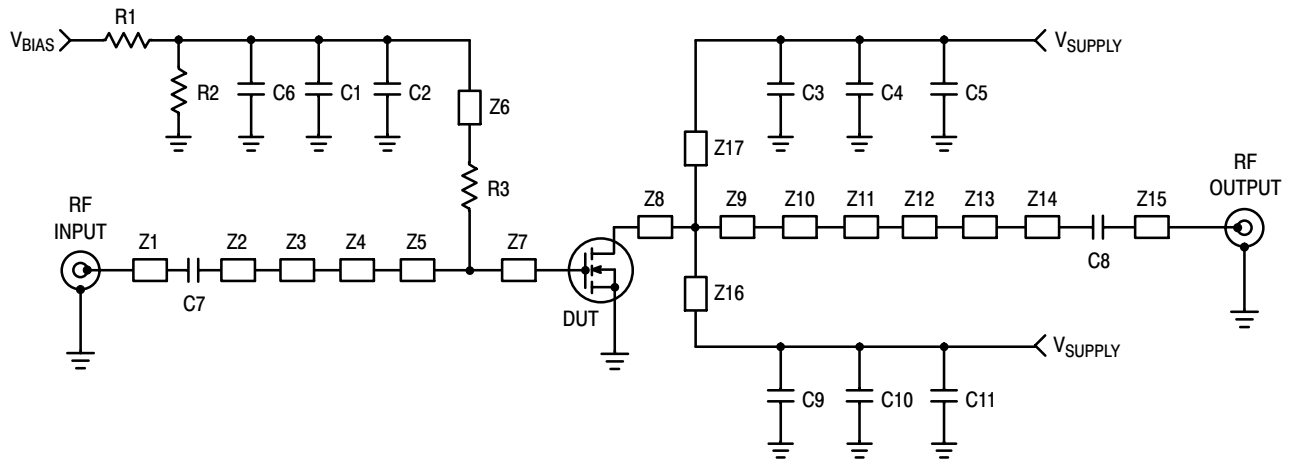 R1
VBIAS
VSUPPLY
R2
C6
C1
C2
C3
C4
C5
Z6
Z17
R3
RF
INPUT
RF
OUTPUT
Z8
Z9
Z10
Z11
Z12
Z13
Z14
Z15
Z1
Z2
Z3
Z4
Z5
Z7
C7
C8
Z16
DUT
VSUPPLY
C9
C10
C11